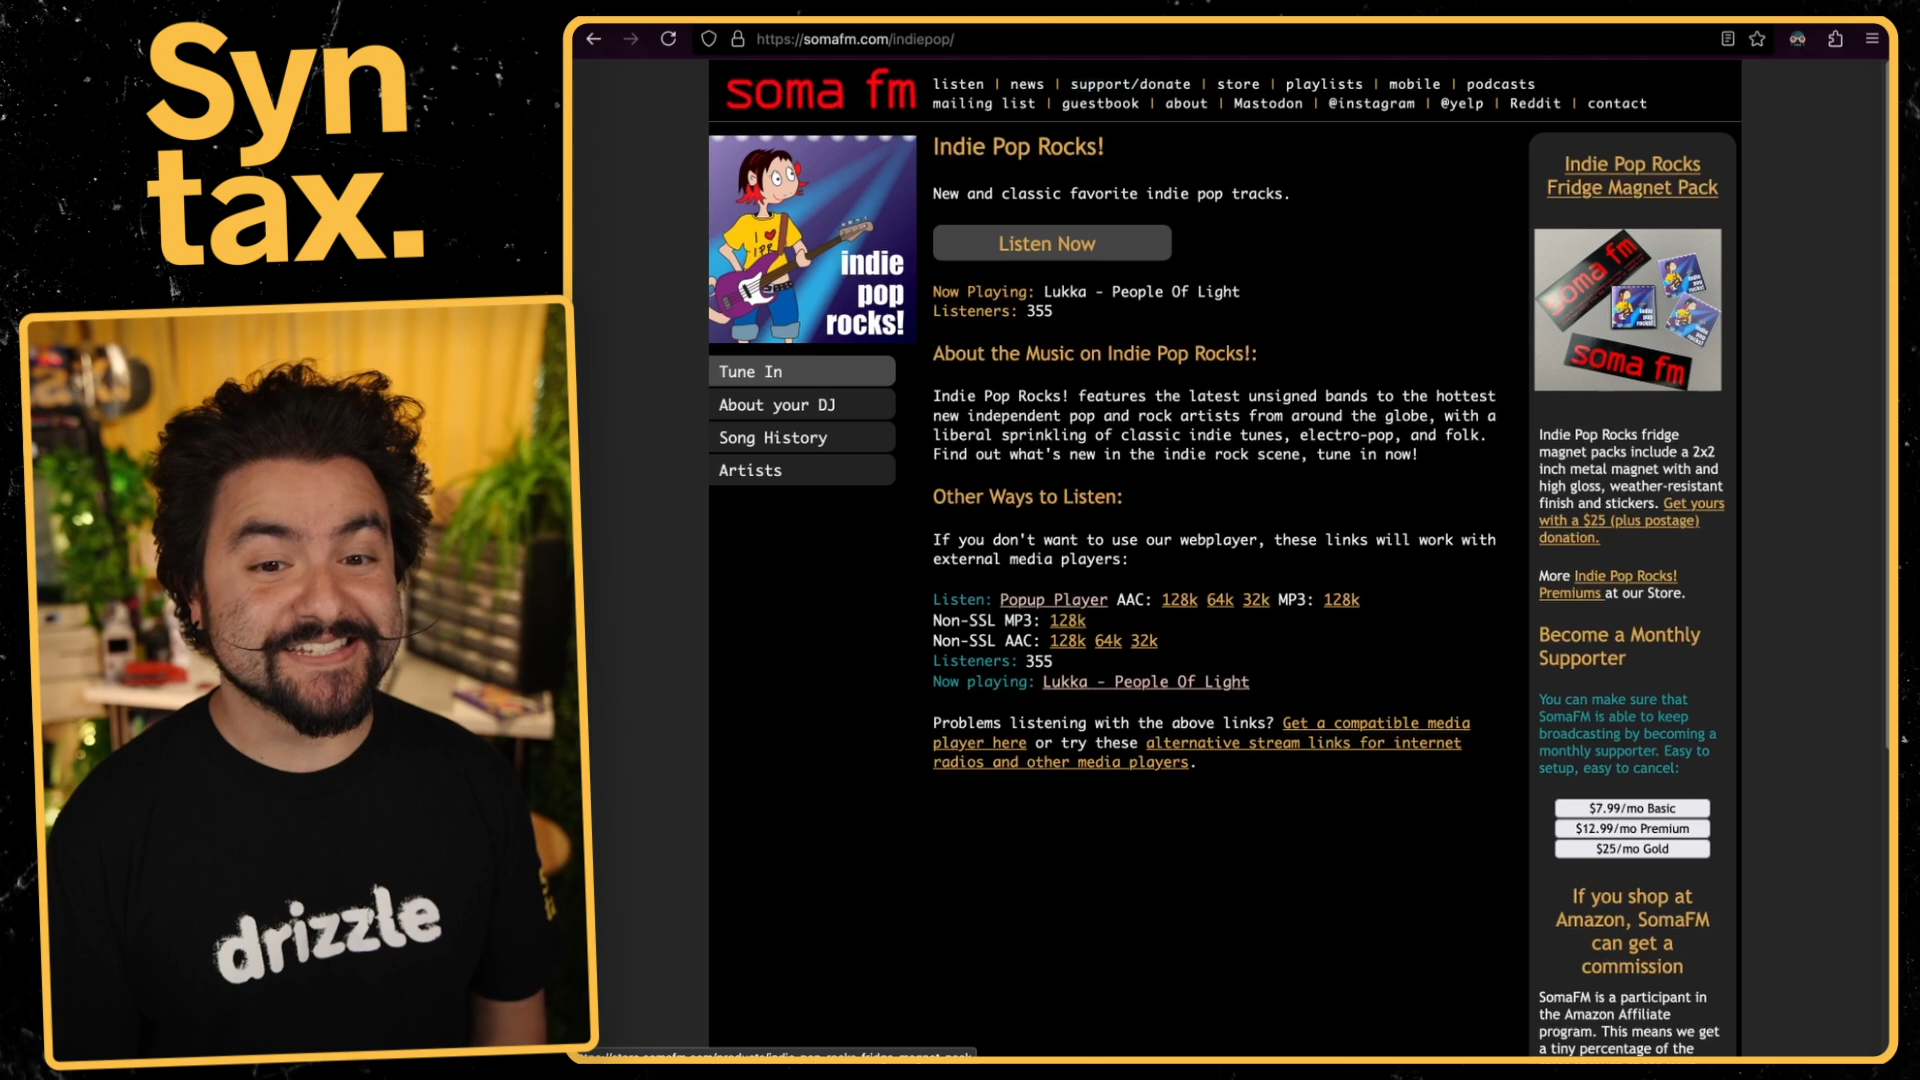 Syn
tax.
drizzle
https://somafm.com/indiepop/
soma fm
listen | news | support/donate | store | playlists | mobile | podcasts
mailing list | guestbook | about | Mastodon | @instagram | @yelp | Reddit | contact
indie
pop
rocks!
I ♥
IPR
Tune In
About your DJ
Song History
Artists
Indie Pop Rocks!
New and classic favorite indie pop tracks.
Listen Now
Now Playing: Lukka - People Of Light
Listeners: 355
About the Music on Indie Pop Rocks!:
Indie Pop Rocks! features the latest unsigned bands to the hottest
new independent pop and rock artists from around the globe, with a
liberal sprinkling of classic indie tunes, electro-pop, and folk.
Find out what's new in the indie rock scene, tune in now!
Other Ways to Listen:
If you don't want to use our webplayer, these links will work with
external media players:
Listen: Popup Player AAC: 128k 64k 32k MP3: 128k
Non-SSL MP3: 128k
Non-SSL AAC: 128k 64k 32k
Listeners: 355
Now playing: Lukka - People Of Light
Problems listening with the above links? Get a compatible media
player here or try these alternative stream links for internet
radios and other media players.
Indie Pop Rocks
Fridge Magnet Pack
soma fm
soma fm
Indie Pop Rocks fridge
magnet packs include a 2x2
inch metal magnet with and
high gloss, weather-resistant
finish and stickers. Get yours
with a $25 (plus postage)
donation.
More Indie Pop Rocks!
Premiums at our Store.
Become a Monthly
Supporter
You can make sure that
SomaFM is able to keep
broadcasting by becoming a
monthly supporter. Easy to
setup, easy to cancel:
$7.99/mo Basic
$12.99/mo Premium
$25/mo Gold
If you shop at
Amazon, SomaFM
can get a
commission
SomaFM is a participant in
the Amazon Affiliate
program. This means we get
a tiny percentage of the